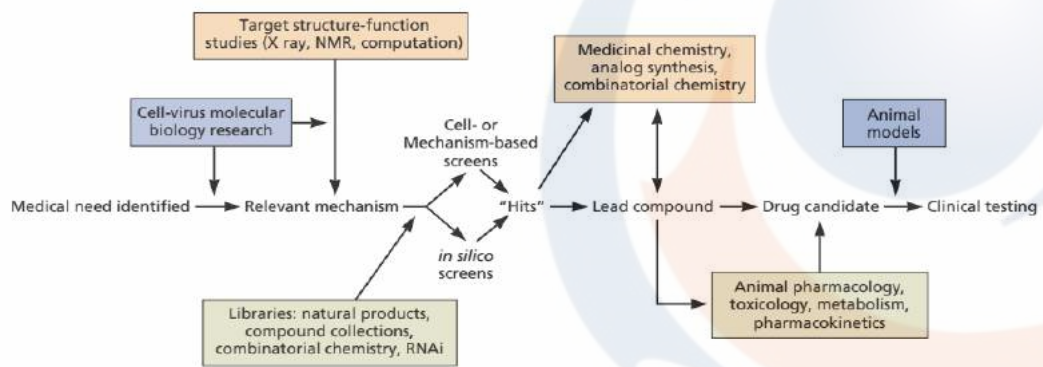 Target structure-function
studies (X ray, NMR, computation)
Medicinal chemistry,
analog synthesis,
combinatorial chemistry
Cell-virus molecular
biology research
Animal
models
Cell- or
Mechanism-based
screens
Medical need identified
Relevant mechanism
"Hits"
Lead compound
Drug candidate
Clinical testing
in silico
screens
Libraries: natural products,
compound collections,
combinatorial chemistry, RNAi
Animal pharmacology,
toxicology, metabolism,
pharmacokinetics